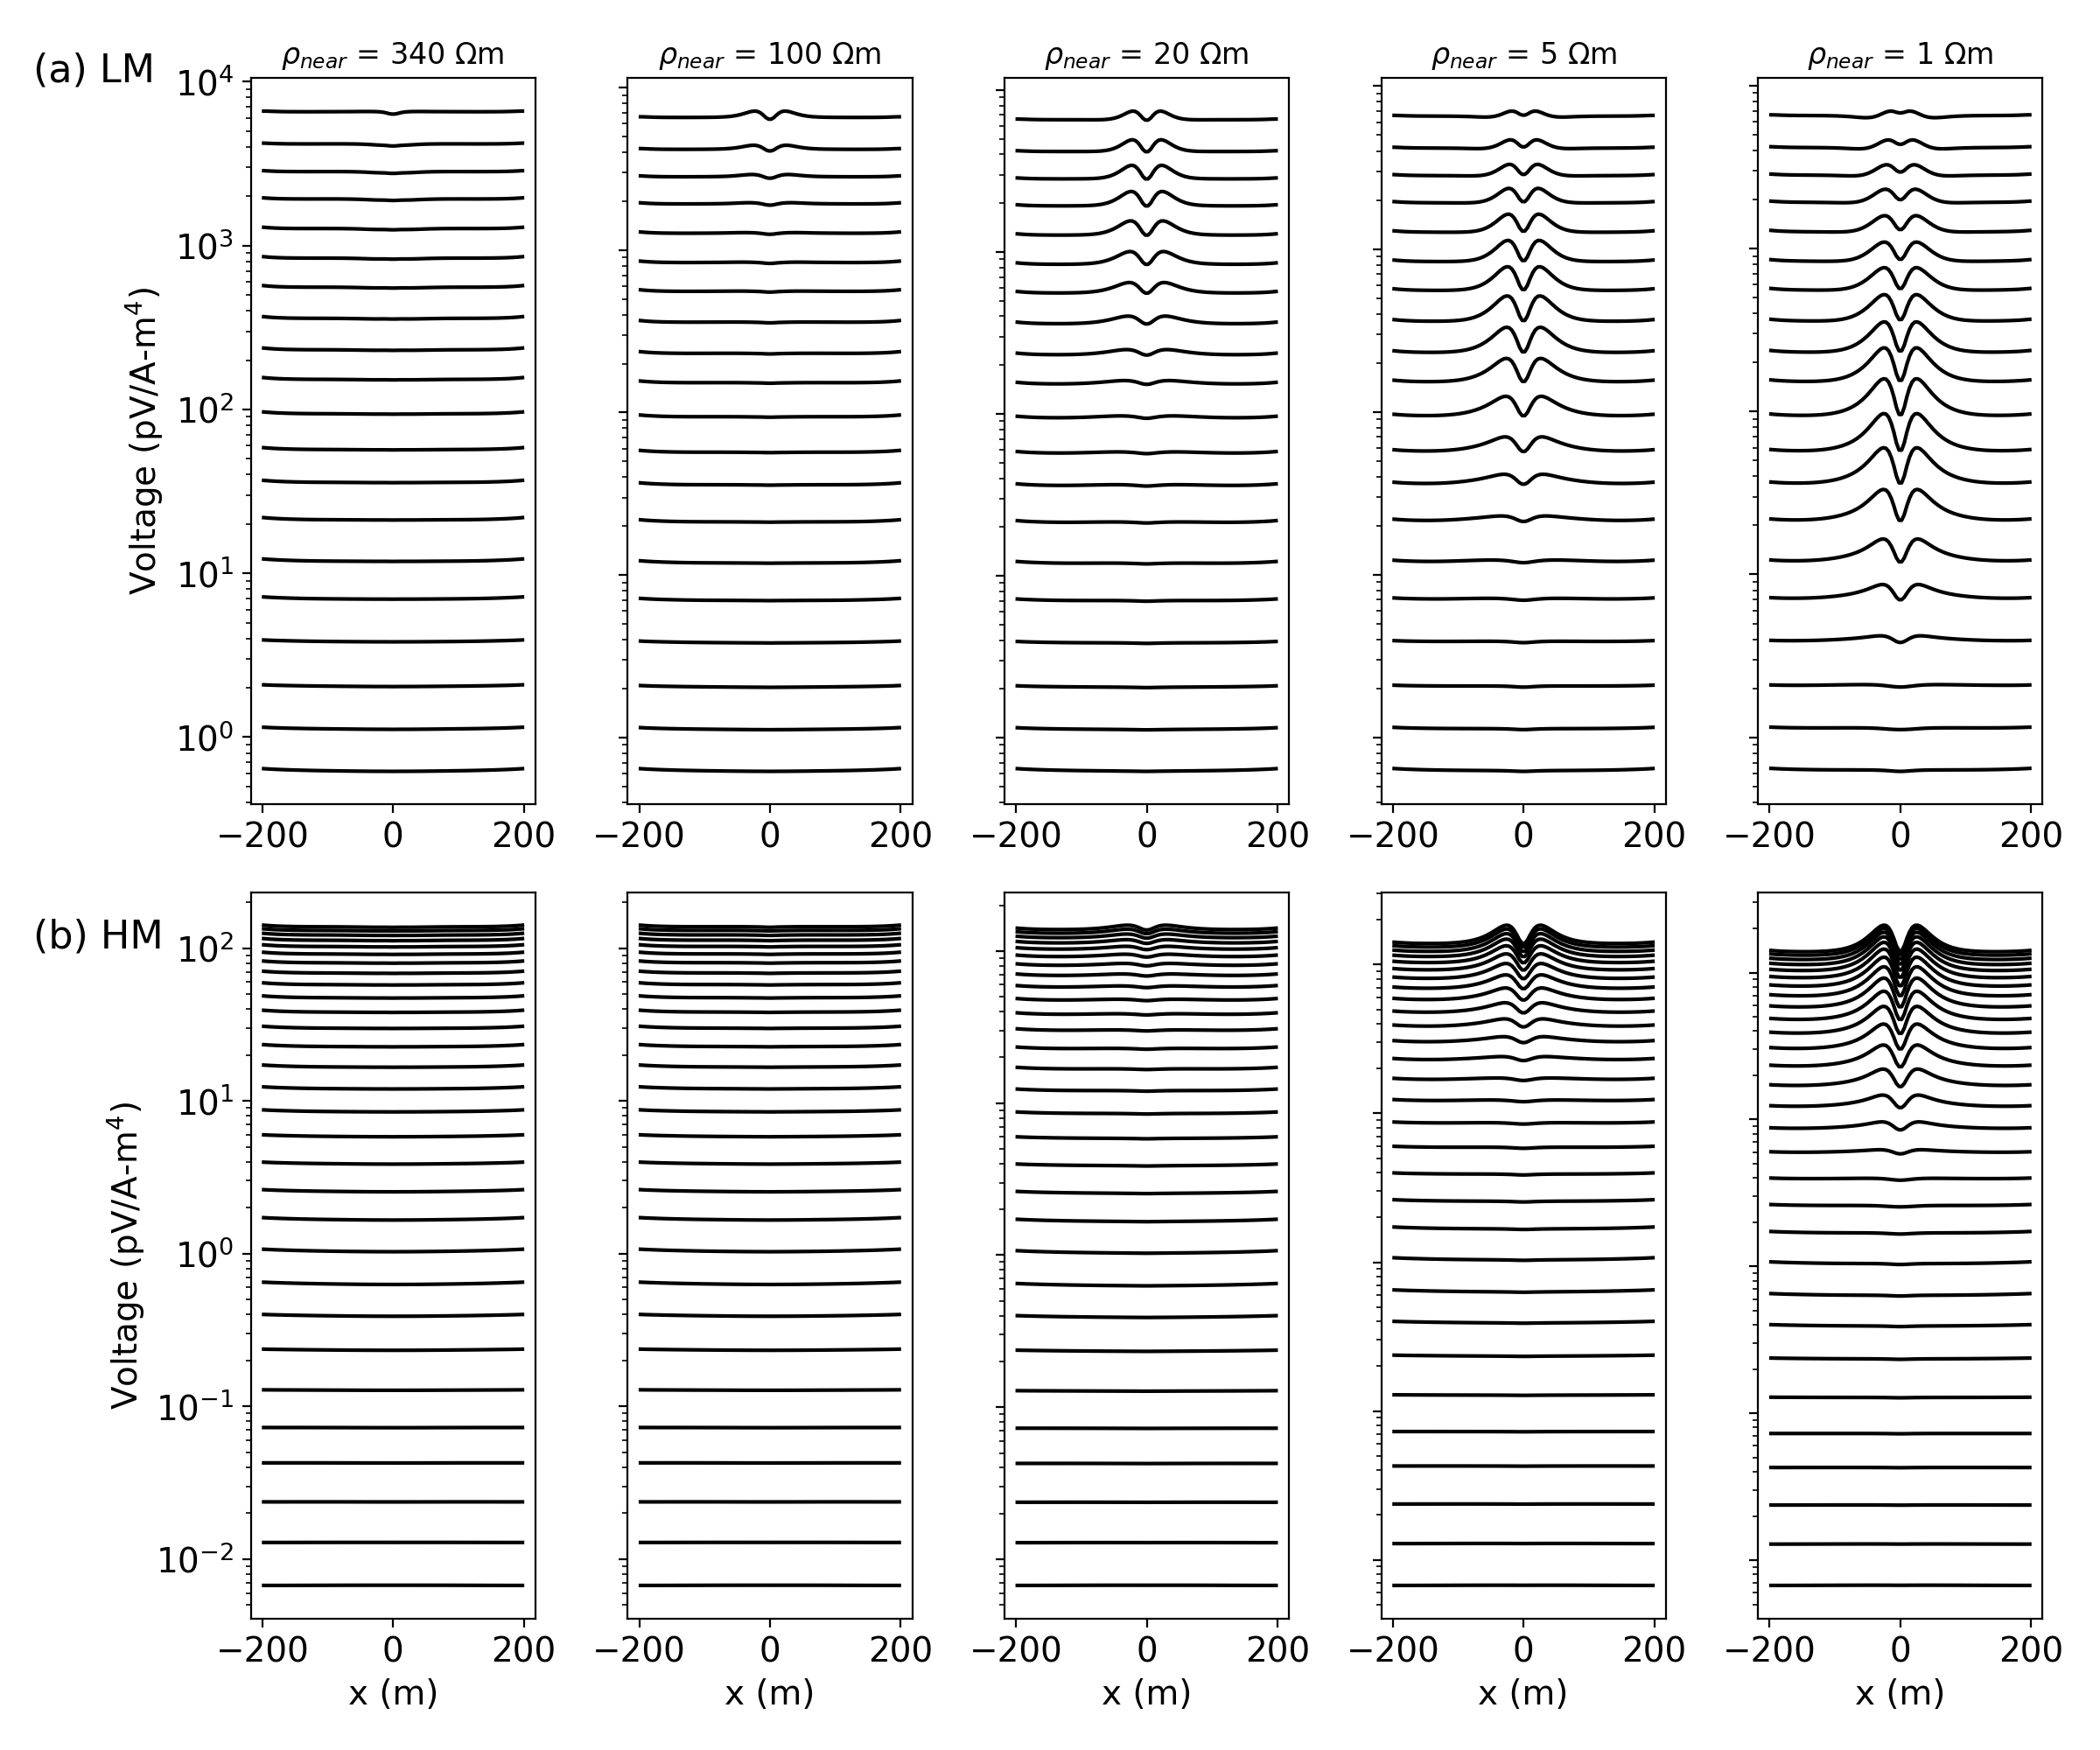 (a) LM
ρnear = 340 Ωm ρnear = 100 Ωm ρnear = 20 Ωm ρnear = 5 Ωm ρnear = 1 Ωm
10⁴
10³
10²
10¹
10⁰
Voltage (pV/A-m⁴)
−200 0 200 −200 0 200 −200 0 200 −200 0 200 −200 0 200
(b) HM
10²
10¹
10⁰
10⁻¹
10⁻²
Voltage (pV/A-m⁴)
−200 0 200 −200 0 200 −200 0 200 −200 0 200 −200 0 200
x (m) x (m) x (m) x (m) x (m)